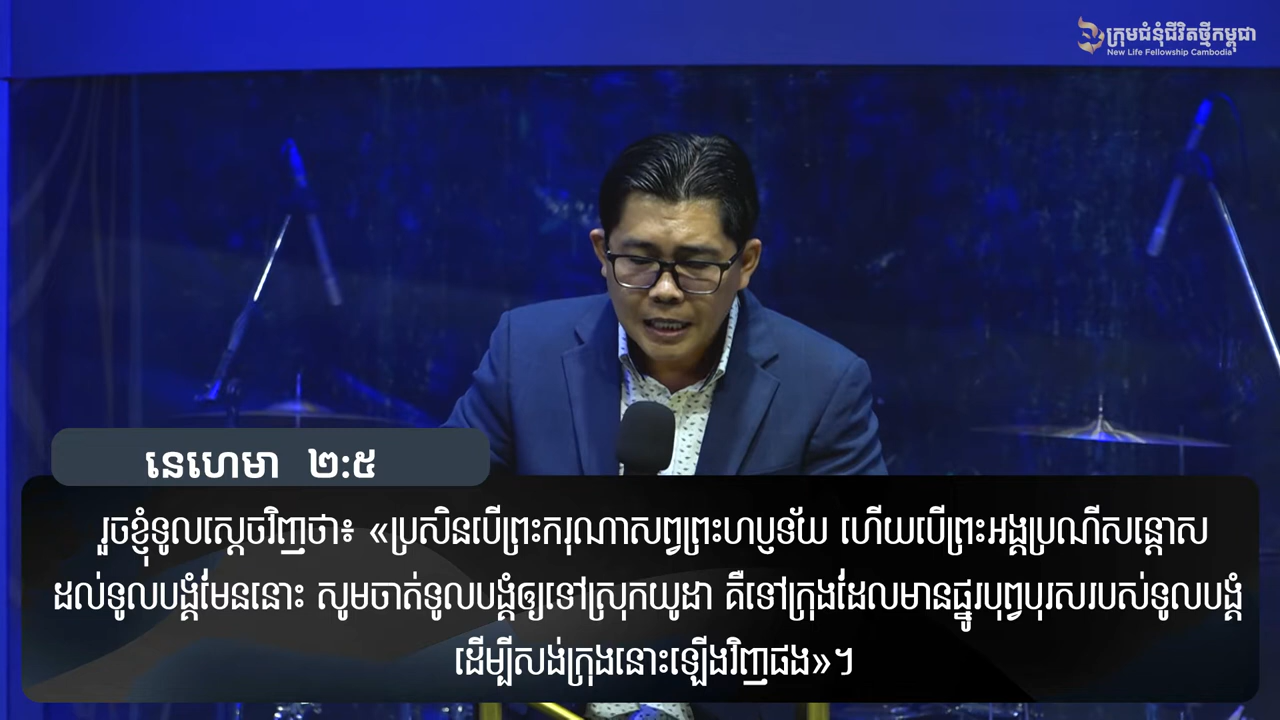 ក្រុមជំនុំជីវិតថ្មីកម្ពុជា
New Life Fellowship Cambodia
នេហេមា ២:៥
រួចខ្ញុំទូលស្ដេចវិញថា៖ «ប្រសិនបើព្រះករុណាសព្វព្រះហឫទ័យ ហើយបើព្រះអង្គប្រណីសន្ដោស
ដល់ទូលបង្គំមែននោះ សូមចាត់ទូលបង្គំឲ្យទៅស្រុកយូដា គឺទៅក្រុងដែលមានផ្នូរបុព្វបុរសរបស់ទូលបង្គំ
ដើម្បីសង់ក្រុងនោះឡើងវិញផង»។